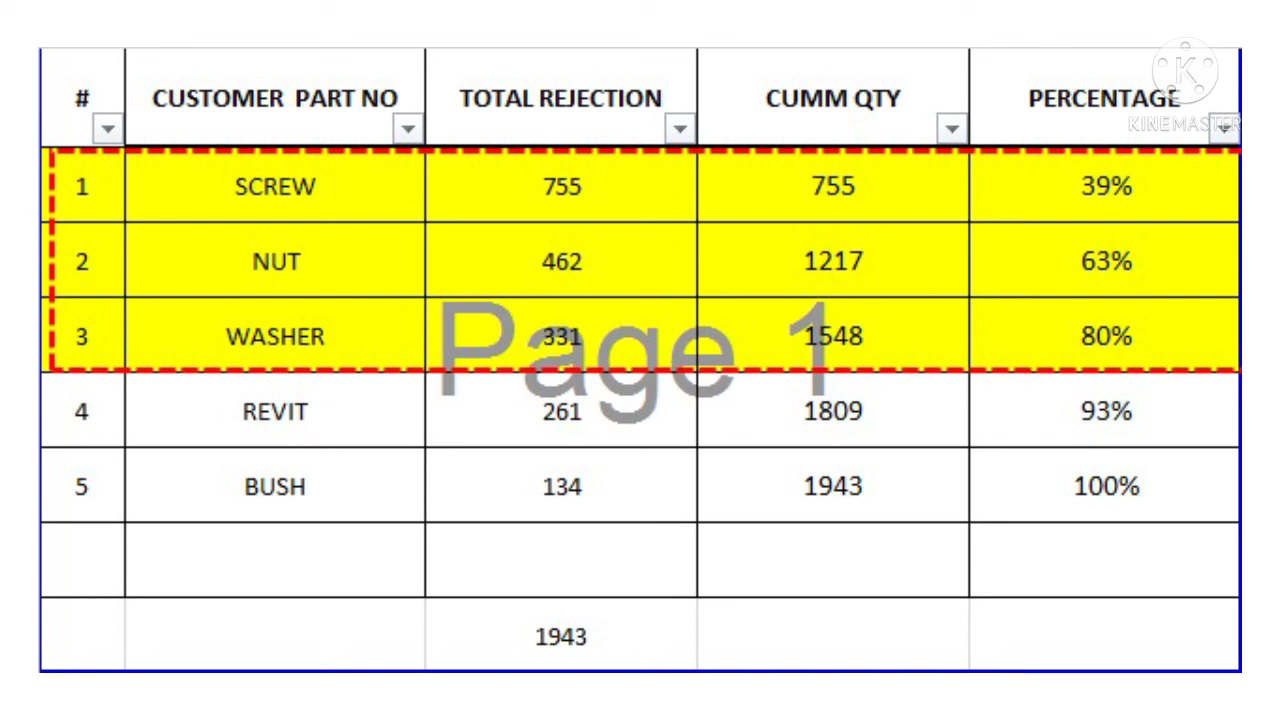 # CUSTOMER PART NO TOTAL REJECTION CUMM QTY PERCENTAGE
K
KINEMASTER
1 SCREW 755 755 39%
2 NUT 462 1217 63%
3 WASHER 331 1548 80%
Page 1
4 REVIT 261 1809 93%
5 BUSH 134 1943 100%
1943